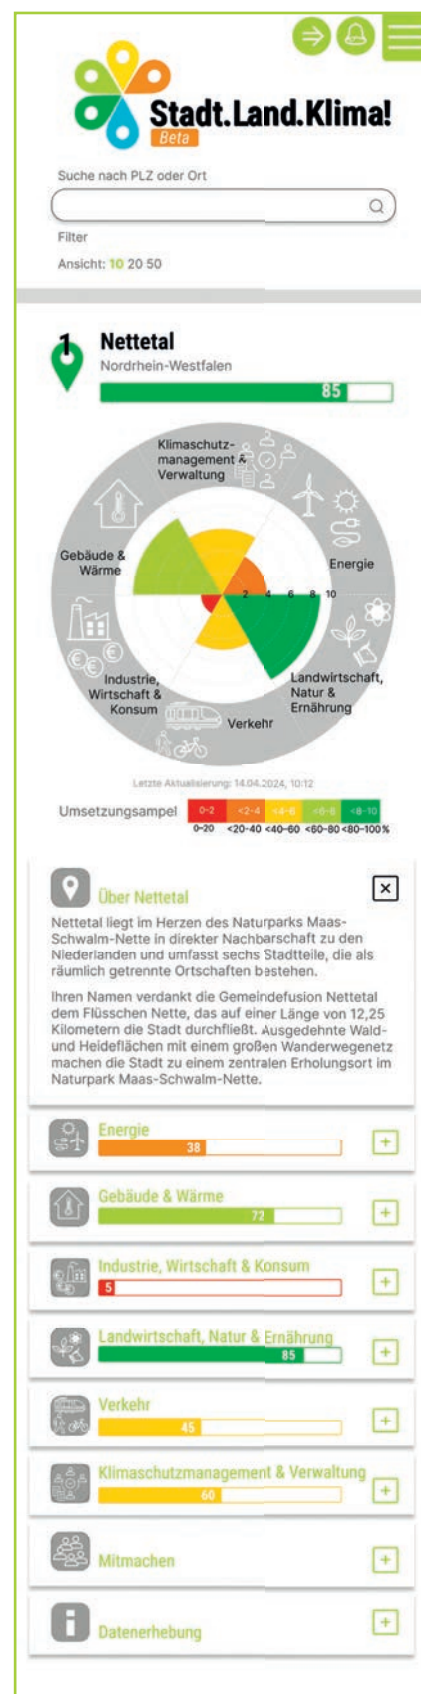 Stadt.Land.Klima!
Beta
Suche nach PLZ oder Ort
Filter
Ansicht: 10 20 50
1
Nettetal
Nordrhein-Westfalen
85
Klimaschutz-
management &
Verwaltung
Gebäude &
Wärme
Energie
2 4 6 8 10
Industrie,
Wirtschaft &
Konsum
Landwirtschaft,
Natur &
Ernährung
Verkehr
Letzte Aktualisierung: 14.04.2024, 10:12
Umsetzungsampel
0-2 <2-4 <4-6 <6-8 <8-10
0-20 <20-40 <40-60 <60-80 <80-100%
Über Nettetal
Nettetal liegt im Herzen des Naturparks Maas-
Schwalm-Nette in direkter Nachbarschaft zu den
Niederlanden und umfasst sechs Stadtteile, die als
räumlich getrennte Ortschaften bestehen.
Ihren Namen verdankt die Gemeindefusion Nettetal
dem Flüsschen Nette, das auf einer Länge von 12,25
Kilometern die Stadt durchfließt. Ausgedehnte Wald-
und Heideflächen mit einem großen Wanderwegenetz
machen die Stadt zu einem zentralen Erholungsort im
Naturpark Maas-Schwalm-Nette.
Energie
38
Gebäude & Wärme
72
Industrie, Wirtschaft & Konsum
5
Landwirtschaft, Natur & Ernährung
85
Verkehr
45
Klimaschutzmanagement & Verwaltung
60
Mitmachen
Datenerhebung